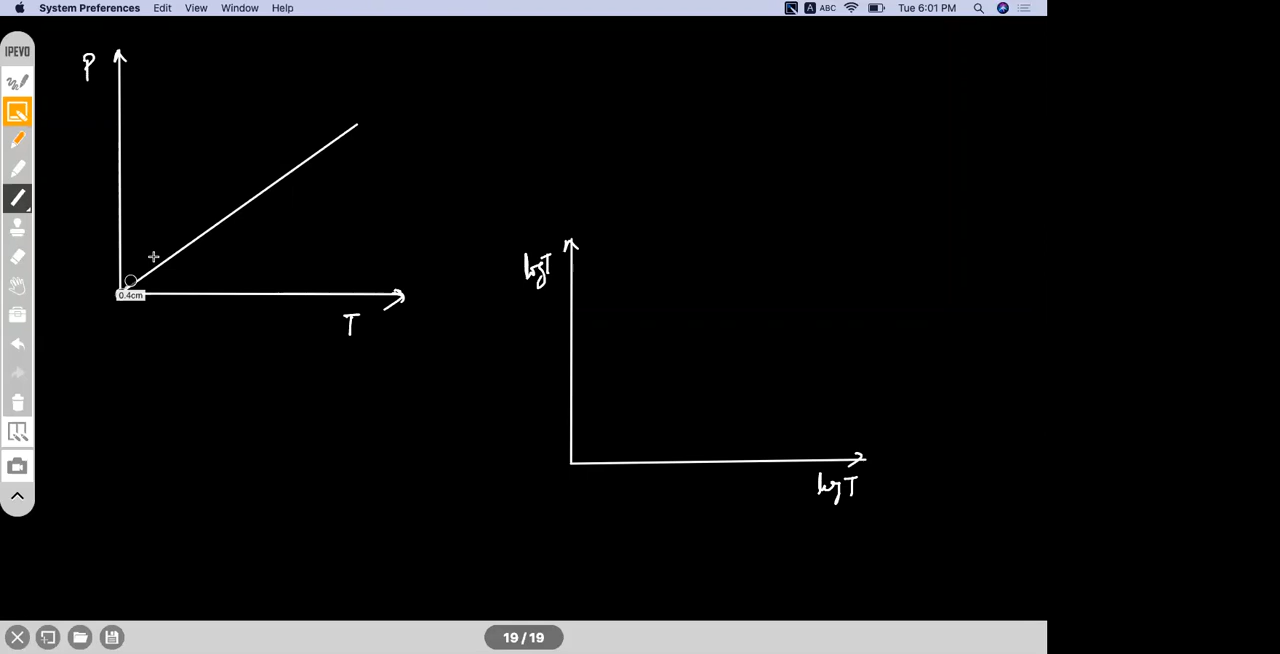 System Preferences Edit View Window Help A ABC Tue 6:01 PM
IPEVO
P
0.4cm
T
logT
logT
19 / 19